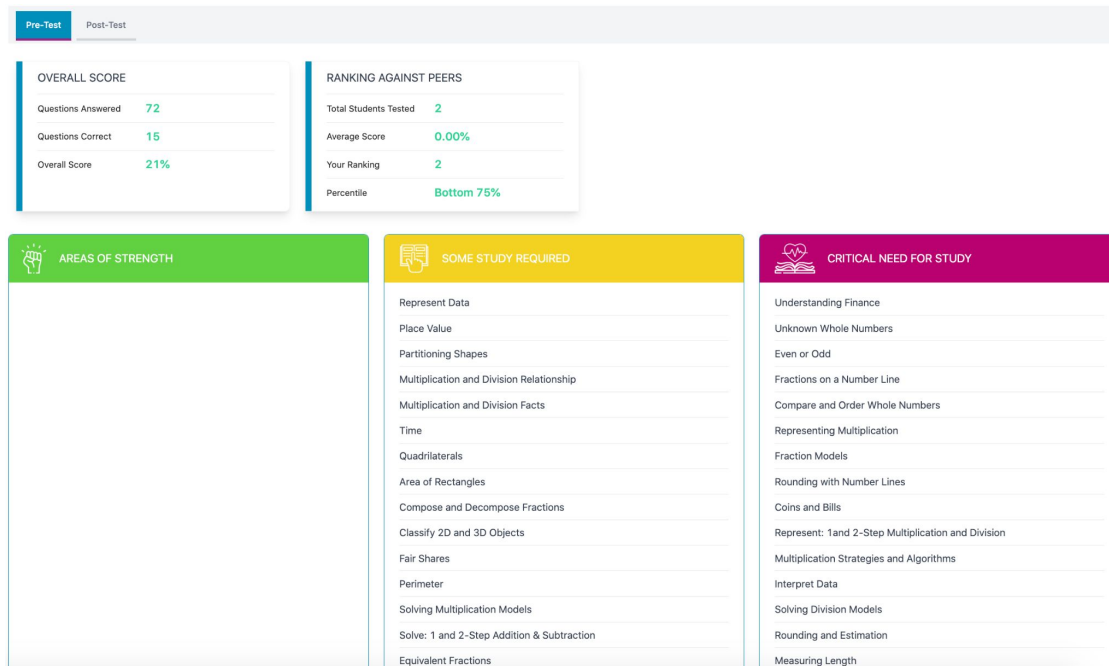 Pre-Test Post-Test
OVERALL SCORE
Questions Answered 72
Questions Correct 15
Overall Score 21%
RANKING AGAINST PEERS
Total Students Tested 2
Average Score 0.00%
Your Ranking 2
Percentile Bottom 75%
AREAS OF STRENGTH
SOME STUDY REQUIRED
Represent Data
Place Value
Partitioning Shapes
Multiplication and Division Relationship
Multiplication and Division Facts
Time
Quadrilaterals
Area of Rectangles
Compose and Decompose Fractions
Classify 2D and 3D Objects
Fair Shares
Perimeter
Solving Multiplication Models
Solve: 1 and 2-Step Addition & Subtraction
Equivalent Fractions
CRITICAL NEED FOR STUDY
Understanding Finance
Unknown Whole Numbers
Even or Odd
Fractions on a Number Line
Compare and Order Whole Numbers
Representing Multiplication
Fraction Models
Rounding with Number Lines
Coins and Bills
Represent: 1and 2-Step Multiplication and Division
Multiplication Strategies and Algorithms
Interpret Data
Solving Division Models
Rounding and Estimation
Measuring Length